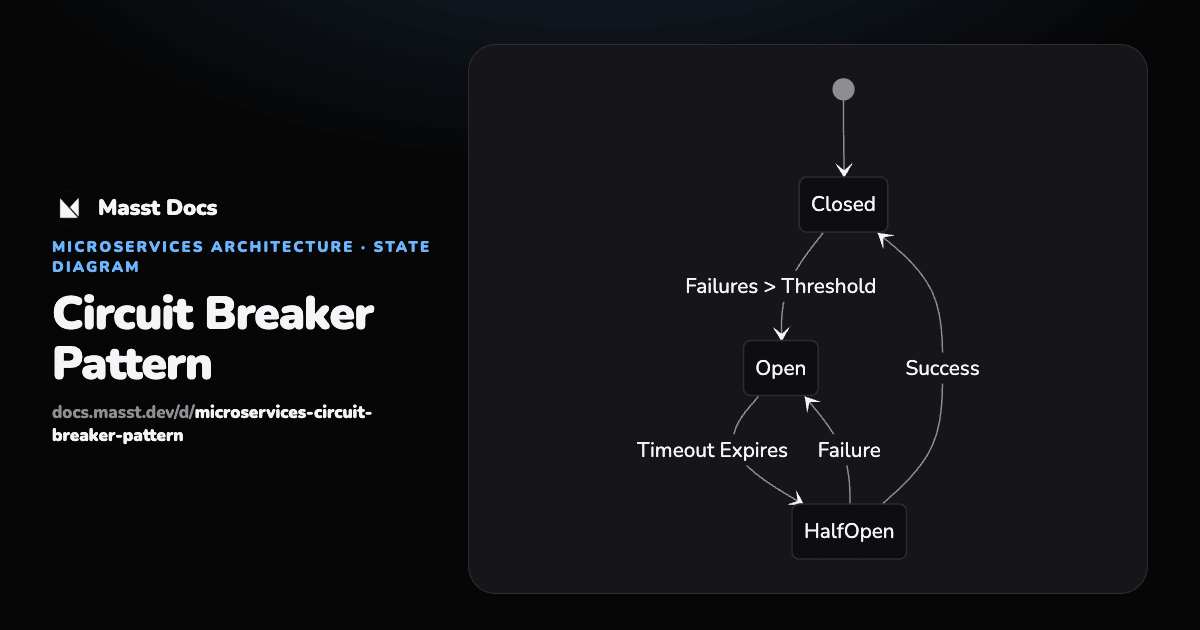 Masst Docs
MICROSERVICES ARCHITECTURE · STATE
DIAGRAM
Circuit Breaker
Pattern
docs.masst.dev/d/microservices-circuit-
breaker-pattern
Closed
Failures > Threshold
Open
Success
Timeout Expires
Failure
HalfOpen